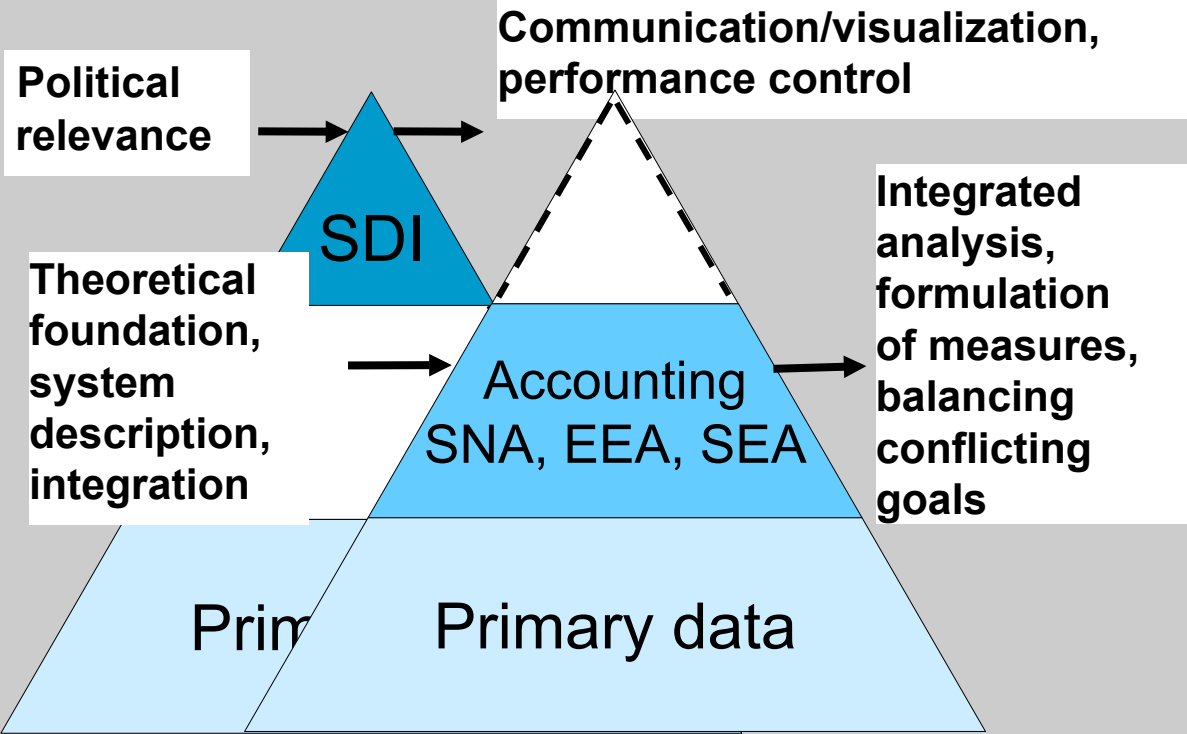 Communication/visualization,
performance control
Political
relevance
SDI
Integrated
analysis,
formulation
of measures,
balancing
conflicting
goals
Theoretical
foundation,
system
description,
integration
Accounting
SNA, EEA, SEA
Prim
Primary data